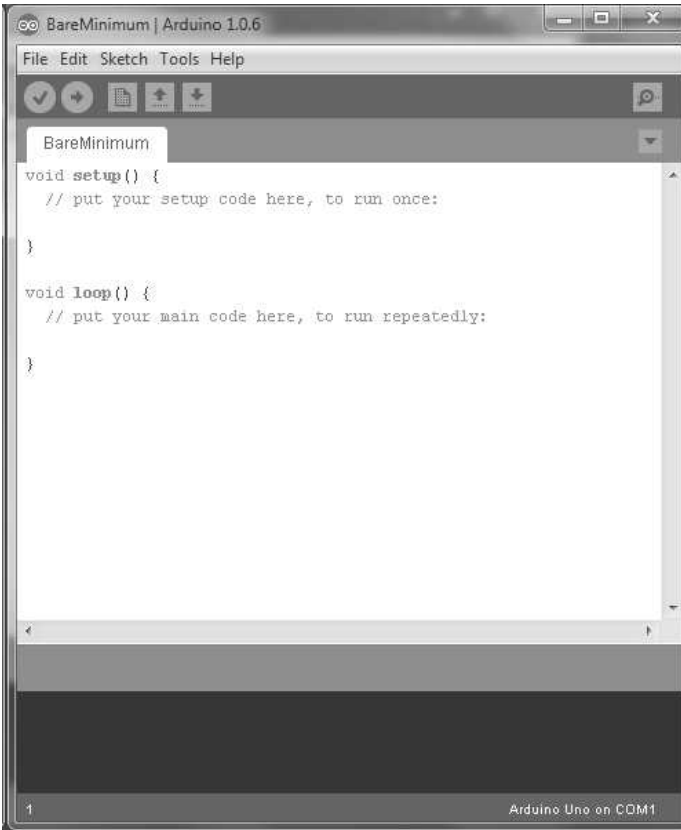 BareMinimum | Arduino 1.0.6
File Edit Sketch Tools Help
BareMinimum
void setup() {
  // put your setup code here, to run once:
}
void loop() {
  // put your main code here, to run repeatedly:
}
1 Arduino Uno on COM1